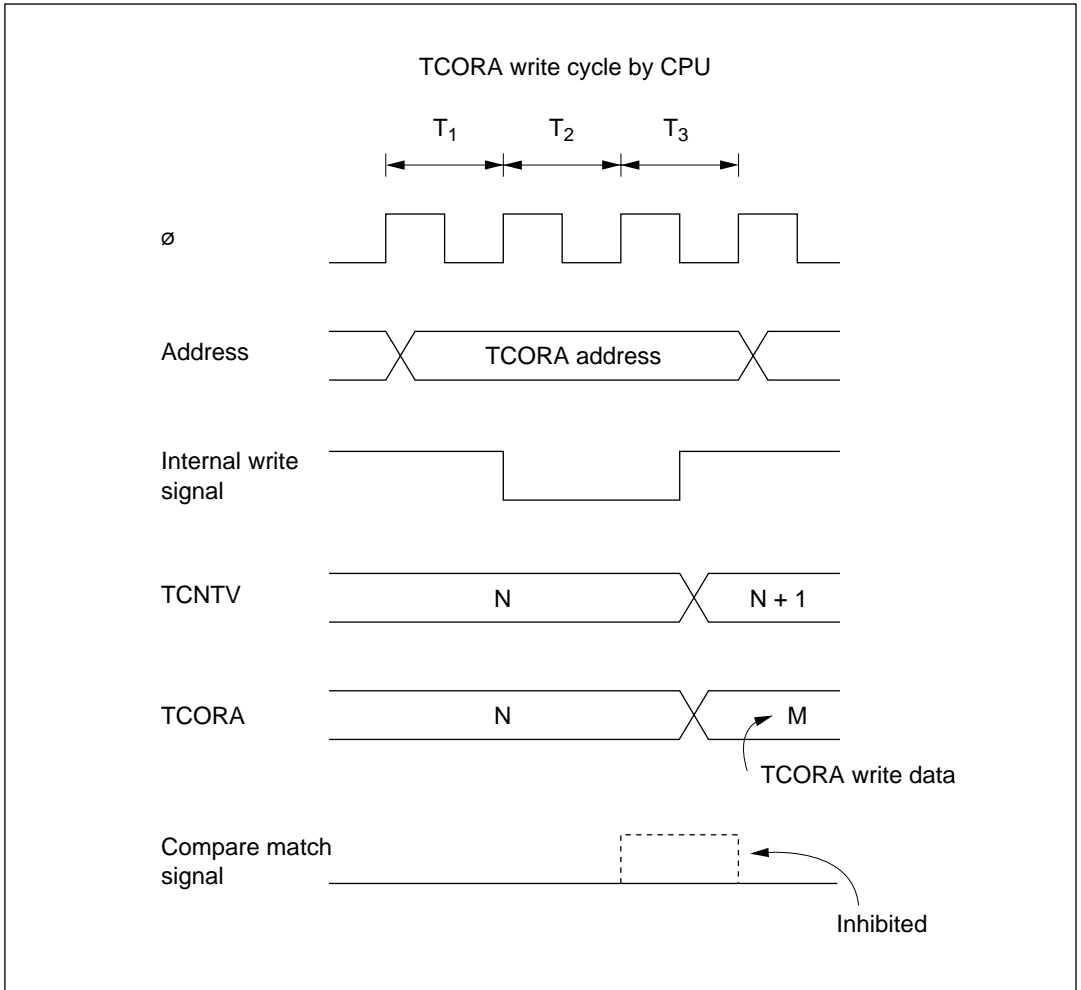 TCORA write cycle by CPU
T1 T2 T3
ø
Address
TCORA address
Internal write
signal
TCNTV
N
N + 1
TCORA
N
M
TCORA write data
Compare match
signal
Inhibited